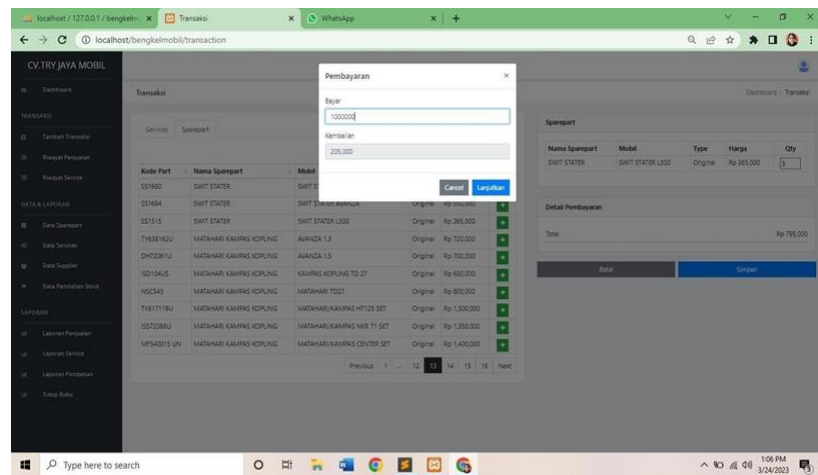 localhost / 127.0.0.1 / bengkelm
Transaksi
WhatsApp
localhost/bengkelmobil/transaction
CV.TRY JAYA MOBIL
Dashboard
Transaksi
Dashboard / Transaksi
TRANSAKSI
Tambah Transaksi
Riwayat Penjualan
Riwayat Service
DATA & LAPORAN
Data Sparepart
Data Services
Data Supplier
Data Pembelian Stock
LAPORAN
Laporan Penjualan
Laporan Service
Laporan Pembelian
Tutup Buku
Services Sparepart
Kode Part Nama Sparepart Mobil
SS1660 SWIT STATER SWIT S
SS1664 SWIT STATER SWIT STATER AVANZA Original Rp 550,000
SS1515 SWIT STATER SWIT STATER L300 Original Rp 265,000
TY638162U MATAHARI KAMPAS KOPLING AVANZA 1.3 Original Rp 720,000
DH72061U MATAHARI KAMPAS KOPLING AVANZA 1.5 Original Rp 700,000
ISD104US MATAHARI KAMPAS KOPLING KAMPAS KOPLING TD 27 Original Rp 600,000
NSC545 MATAHARI KAMPAS KOPLING MATAHARI TD27 Original Rp 800,000
TY617119U MATAHARI KAMPAS KOPLING MATAHARI/KAMPAS HT125 SET Original Rp 1,300,000
ISS72086U MATAHARI KAMPAS KOPLING MATAHARI/KAMPAS NKR 71 SET Original Rp 1,350,000
MFS40015 UN MATAHARI KAMPAS KOPLING MATAHARI/KAMPAS CENTER SET Original Rp 1,400,000
Previous 1 ... 12 13 14 15 16 Next
Pembayaran ×
Bayar
1000000
Kembalian
205,000
Cancel Lanjutkan
Sparepart
Nama Sparepart Mobil Type Harga Qty
SWIT STATER SWIT STATER L300 Original Rp 265,000 3
Detail Pembayaran
Total Rp 795,000
Batal Simpan
Type here to search
1:06 PM
3/24/2023